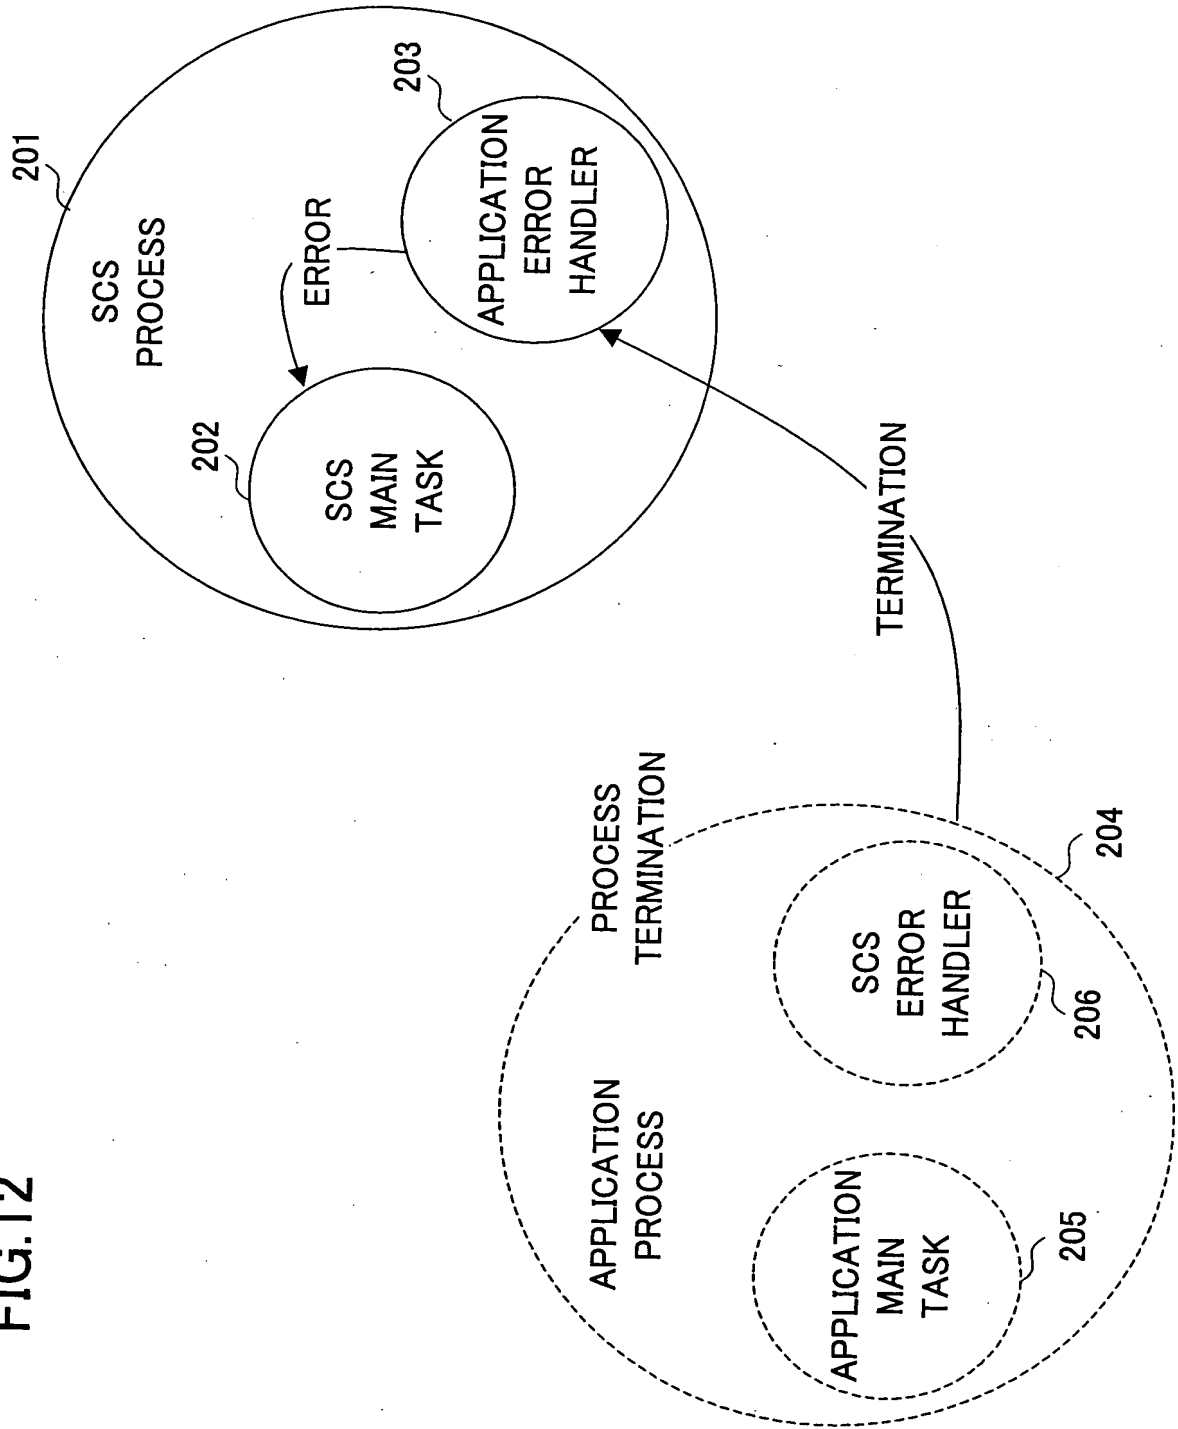 FIG.12
201
SCS
PROCESS
203
ERROR
APPLICATION
ERROR
HANDLER
202
SCS
MAIN
TASK
TERMINATION
PROCESS
TERMINATION
APPLICATION
PROCESS
204
SCS
ERROR
HANDLER
206
APPLICATION
MAIN
TASK
205